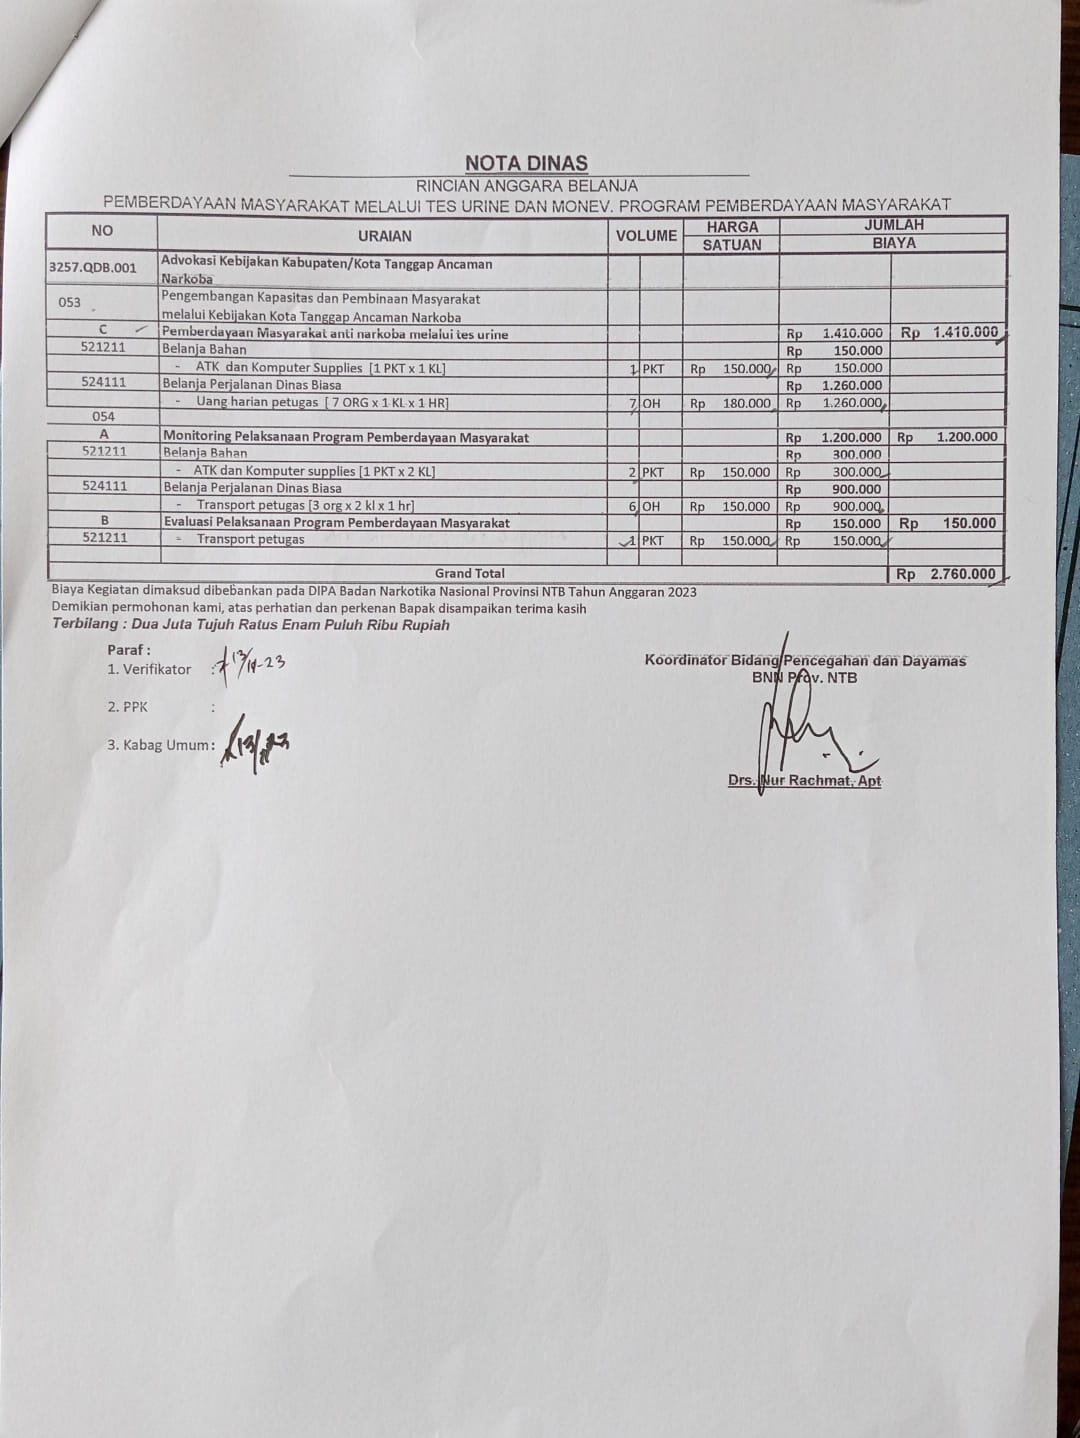 NOTA DINAS
RINCIAN ANGGARA BELANJA
PEMBERDAYAAN MASYARAKAT MELALUI TES URINE DAN MONEV. PROGRAM PEMBERDAYAAN MASYARAKAT
NO URAIAN VOLUME HARGA SATUAN JUMLAH BIAYA
3257.QDB.001 Advokasi Kebijakan Kabupaten/Kota Tanggap Ancaman
Narkoba
053 Pengembangan Kapasitas dan Pembinaan Masyarakat
melalui Kebijakan Kota Tanggap Ancaman Narkoba
C Pemberdayaan Masyarakat anti narkoba melalui tes urine Rp 1.410.000 Rp 1.410.000
521211 Belanja Bahan Rp 150.000
- ATK dan Komputer Supplies [1 PKT x 1 KL] 1 PKT Rp 150.000 Rp 150.000
524111 Belanja Perjalanan Dinas Biasa Rp 1.260.000
- Uang harian petugas [ 7 ORG x 1 KL x 1 HR] 7 OH Rp 180.000 Rp 1.260.000
054
A Monitoring Pelaksanaan Program Pemberdayaan Masyarakat Rp 1.200.000 Rp 1.200.000
521211 Belanja Bahan Rp 300.000
- ATK dan Komputer supplies [1 PKT x 2 KL] 2 PKT Rp 150.000 Rp 300.000
524111 Belanja Perjalanan Dinas Biasa Rp 900.000
- Transport petugas [3 org x 2 kl x 1 hr] 6 OH Rp 150.000 Rp 900.000
B Evaluasi Pelaksanaan Program Pemberdayaan Masyarakat Rp 150.000 Rp 150.000
521211 - Transport petugas 1 PKT Rp 150.000 Rp 150.000
Grand Total Rp 2.760.000
Biaya Kegiatan dimaksud dibebankan pada DIPA Badan Narkotika Nasional Provinsi NTB Tahun Anggaran 2023
Demikian permohonan kami, atas perhatian dan perkenan Bapak disampaikan terima kasih
Terbilang : Dua Juta Tujuh Ratus Enam Puluh Ribu Rupiah
Paraf :
1. Verifikator :
2. PPK :
3. Kabag Umum :
Koordinator Bidang Pencegahan dan Dayamas
BNN Prov. NTB
Drs. Nur Rachmat, Apt